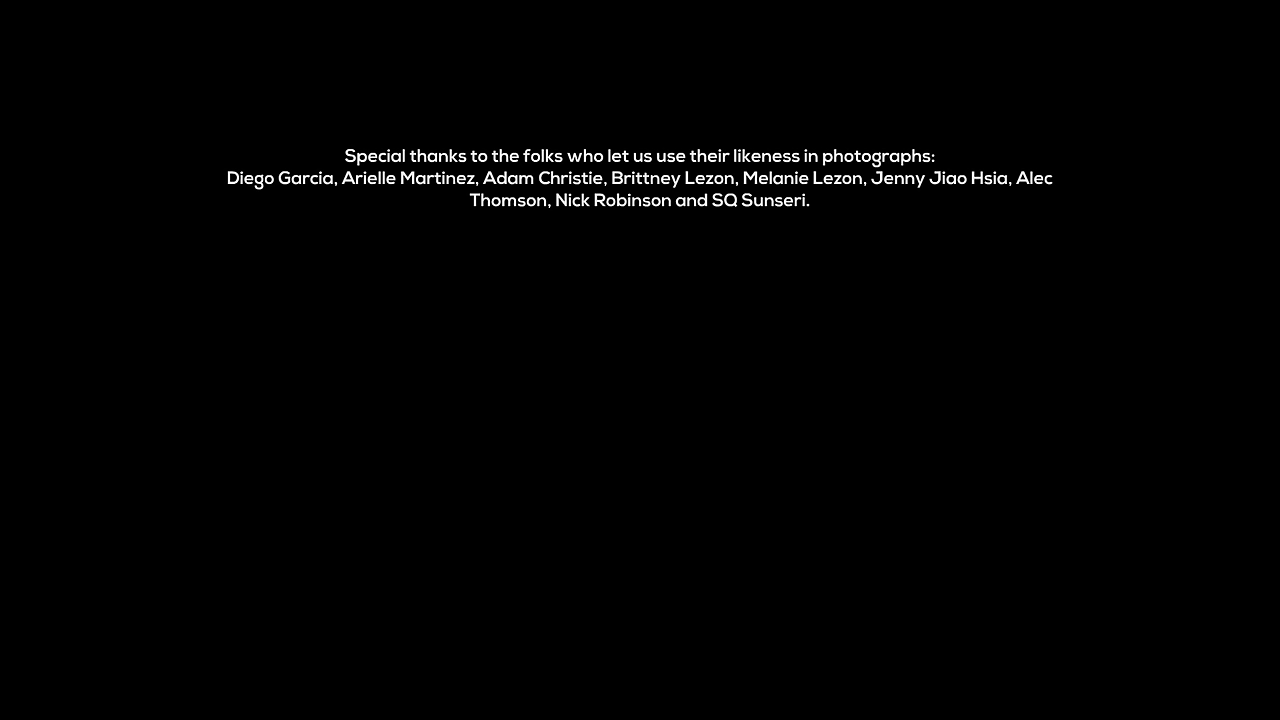 Special thanks to the folks who let us use their likeness in photographs:
Diego Garcia, Arielle Martinez, Adam Christie, Brittney Lezon, Melanie Lezon, Jenny Jiao Hsia, Alec
Thomson, Nick Robinson and SQ Sunseri.